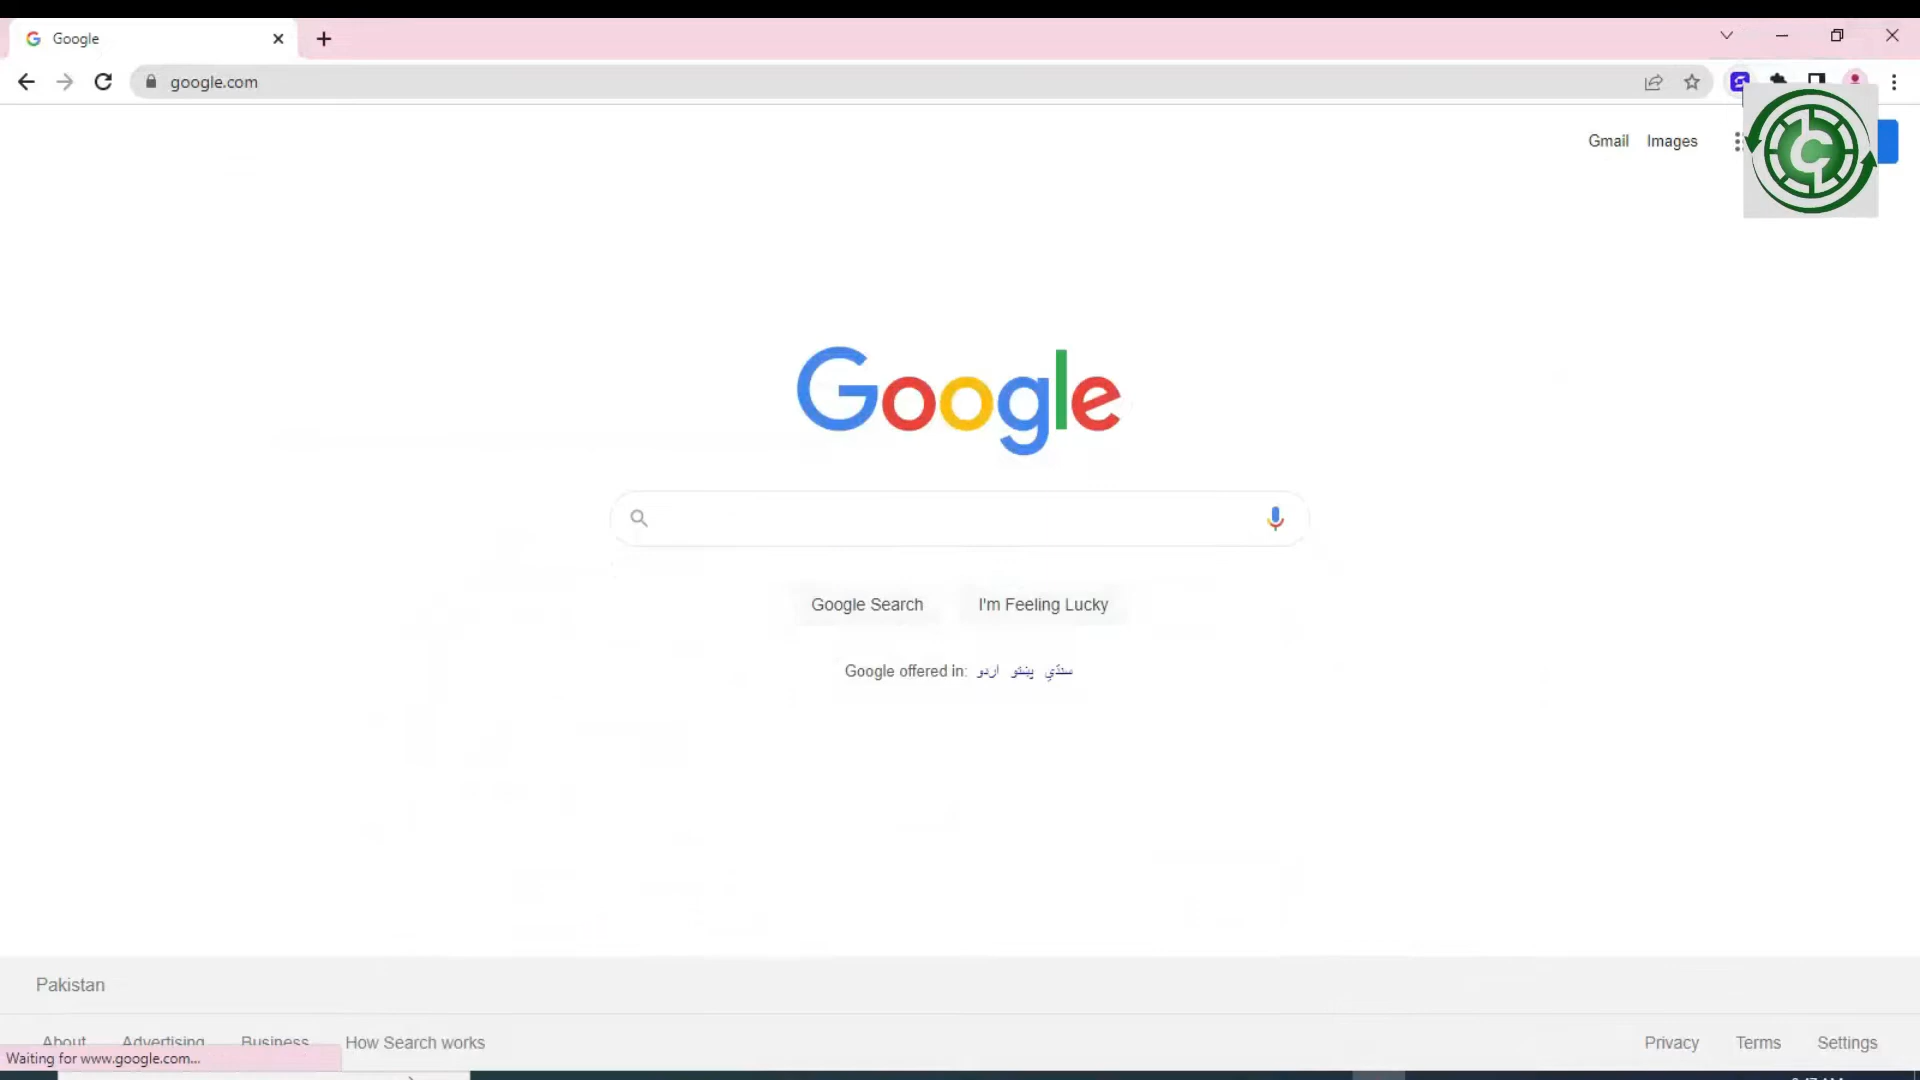 Google
google.com
Gmail Images
Google
Google Search I'm Feeling Lucky
Google offered in: اردو پښتو سنڌي
Pakistan
About Advertising Business How Search works
Privacy Terms Settings
Waiting for www.google.com...